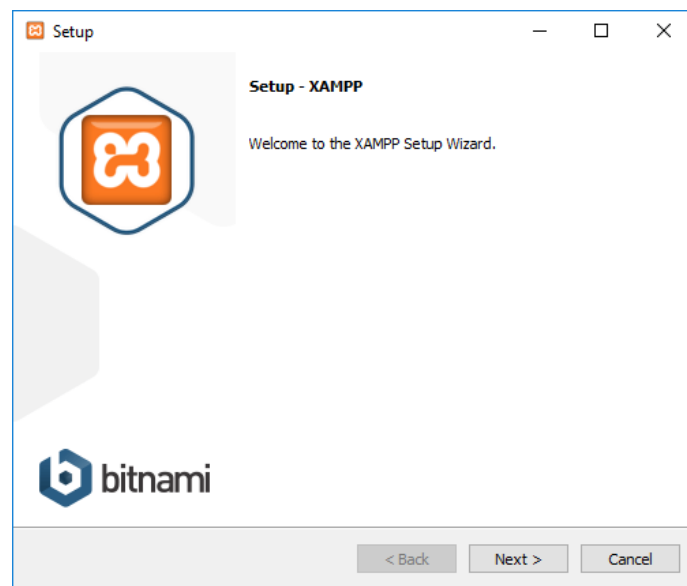 Setup
Setup - XAMPP
Welcome to the XAMPP Setup Wizard.
bitnami
< Back
Next >
Cancel